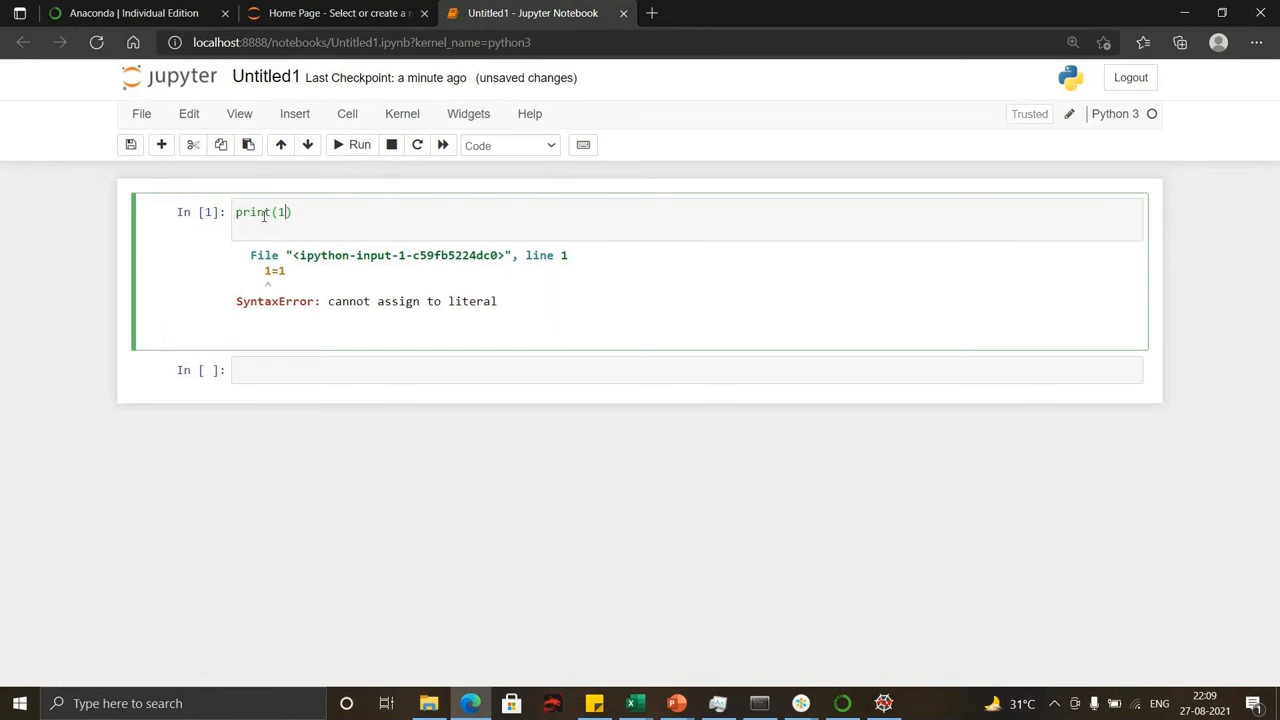 Anaconda | Individual Edition
Home Page - Select or create a n
Untitled1 - Jupyter Notebook
localhost:8888/notebooks/Untitled1.ipynb?kernel_name=python3
jupyter Untitled1 Last Checkpoint: a minute ago (unsaved changes)
Logout
File Edit View Insert Cell Kernel Widgets Help
Trusted Python 3
Run Code
In [1]: print(1)
File "<ipython-input-1-c59fb5224dc0>", line 1
1=1
^
SyntaxError: cannot assign to literal
In [ ]:
Type here to search
31°C
ENG
22:09
27-08-2021